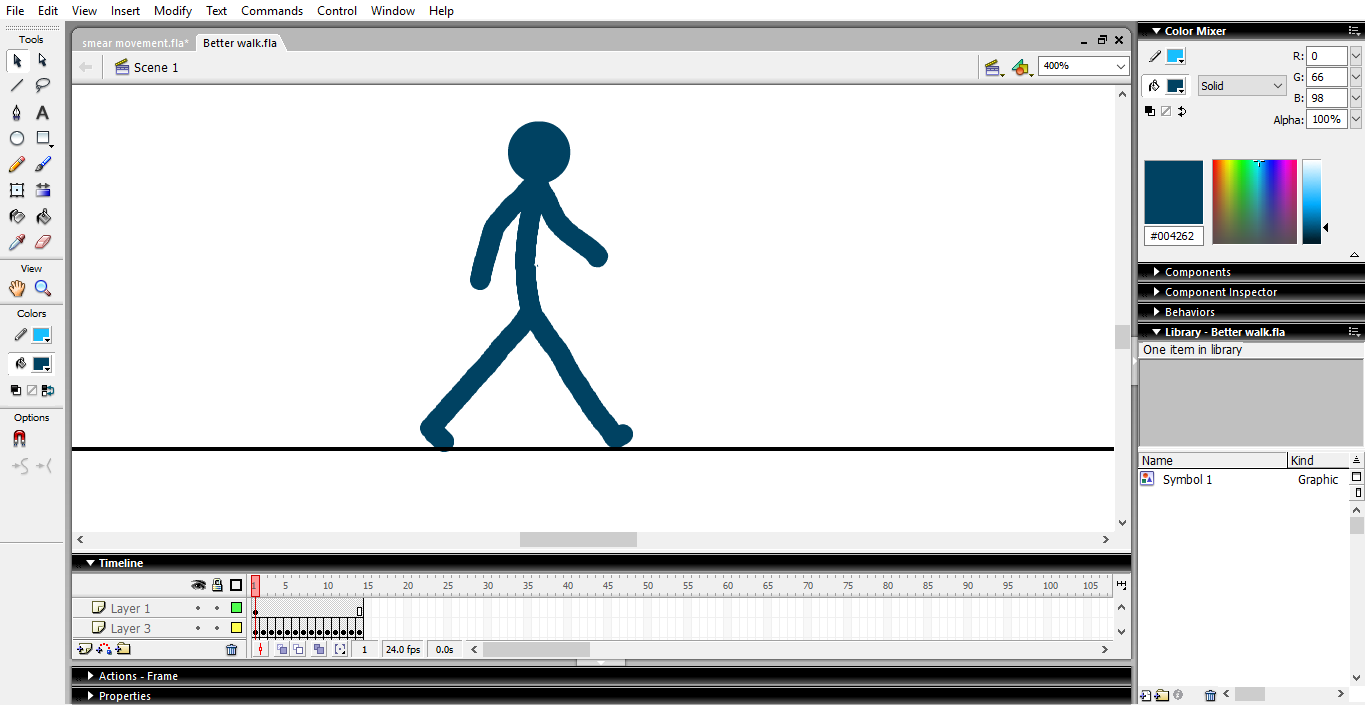 File Edit View Insert Modify Text Commands Control Window Help
Tools
View
Colors
Options
smear movement.fla* Better walk.fla
Scene 1
400%
Timeline
1 5 10 15 20 25 30 35 40 45 50 55 60 65 70 75 80 85 90 95 100 105
Layer 1
Layer 3
1 24.0 fps 0.0s
Actions - Frame
Properties
Color Mixer
R: 0
Solid
G: 66
B: 98
Alpha: 100%
#004262
Components
Component Inspector
Behaviors
Library - Better walk.fla
One item in library
Name Kind
Symbol 1 Graphic